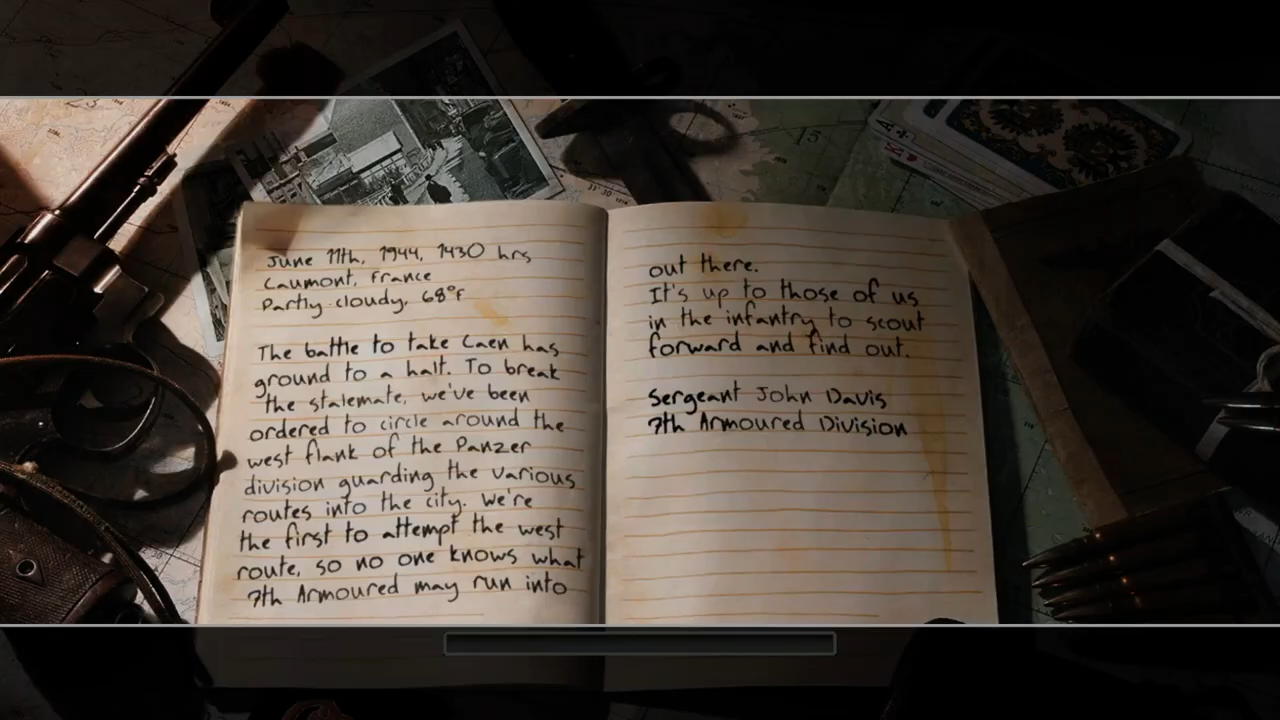 June 11th, 1944, 1430 hrs
Caumont, France
Partly cloudy, 68°F
The battle to take Caen has
ground to a halt. To break
the stalemate, we've been
ordered to circle around the
west flank of the Panzer
division guarding the various
routes into the city. We're
the first to attempt the west
route, so no one knows what
7th Armoured may run into
out there.
It's up to those of us
in the infantry to scout
forward and find out.
Sergeant John Davis
7th Armoured Division